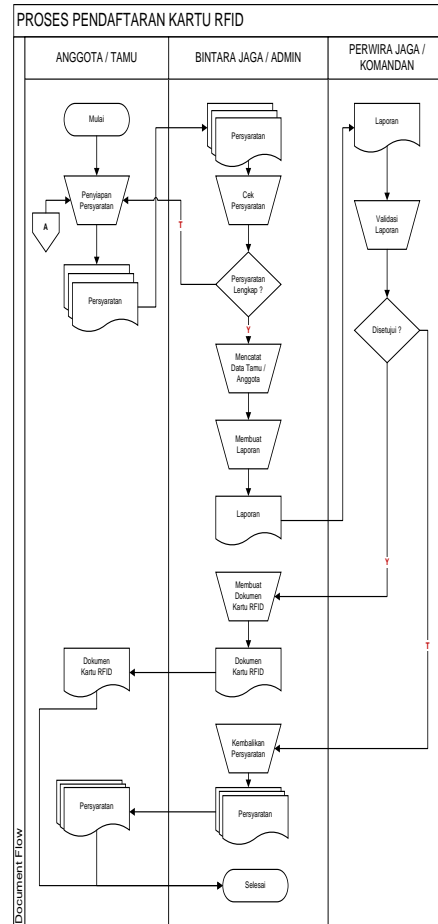 PROSES PENDAFTARAN KARTU RFID
ANGGOTA / TAMU
BINTARA JAGA / ADMIN
PERWIRA JAGA /
KOMANDAN
Mulai
Penyiapan
Persyaratan
A
Persyaratan
Persyaratan
Cek
Persyaratan
Persyaratan
Lengkap ?
T
Y
Mencatat
Data Tamu /
Anggota
Membuat
Laporan
Laporan
Laporan
Validasi
Laporan
Disetujui ?
Y
T
Membuat
Dokumen
Kartu RFID
Dokumen
Kartu RFID
Dokumen
Kartu RFID
Kembalikan
Persyaratan
Persyaratan
Persyaratan
Selesai
Document Flow